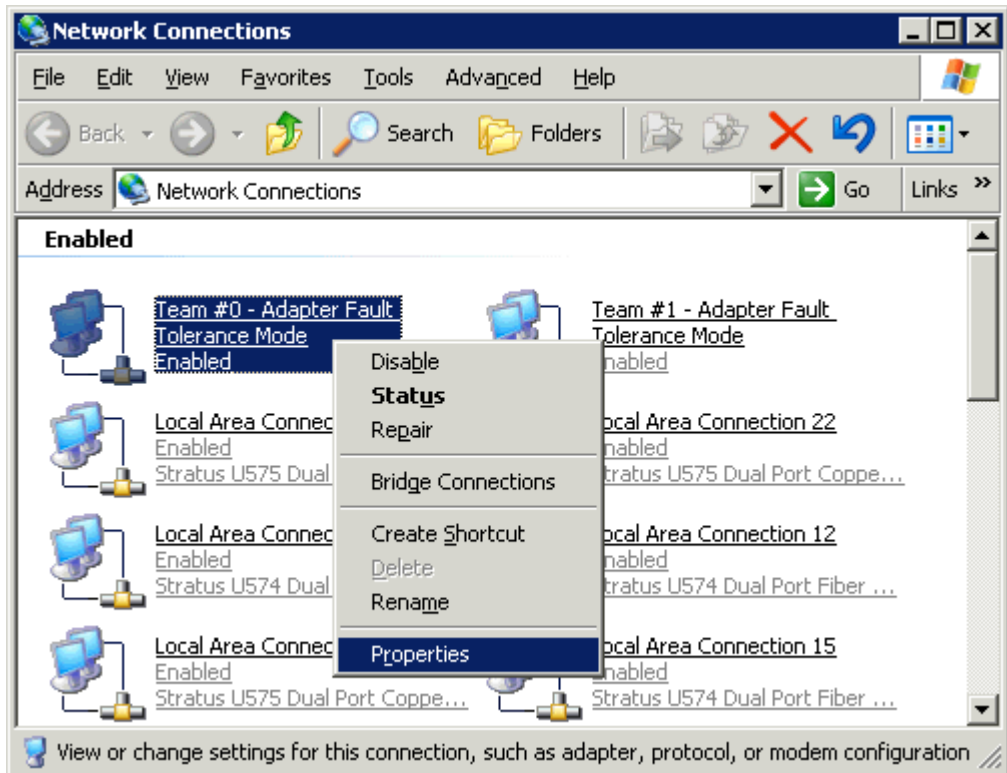 Network Connections
File Edit View Favorites Tools Advanced Help
Back Search Folders
Address Network Connections Go Links »
Enabled
Team #0 - Adapter Fault
Tolerance Mode
Enabled
Team #1 - Adapter Fault
Tolerance Mode
nabled
Disable
Status
Repair
Bridge Connections
Create Shortcut
Delete
Rename
Properties
Local Area Connec
Enabled
Stratus U575 Dual
ocal Area Connection 22
nabled
tratus U575 Dual Port Coppe...
Local Area Connec
Enabled
Stratus U574 Dual
ocal Area Connection 12
nabled
tratus U574 Dual Port Fiber ...
Local Area Connec
Enabled
Stratus U575 Dual Port Coppe...
ocal Area Connection 15
Enabled
Stratus U574 Dual Port Fiber ...
View or change settings for this connection, such as adapter, protocol, or modem configuration